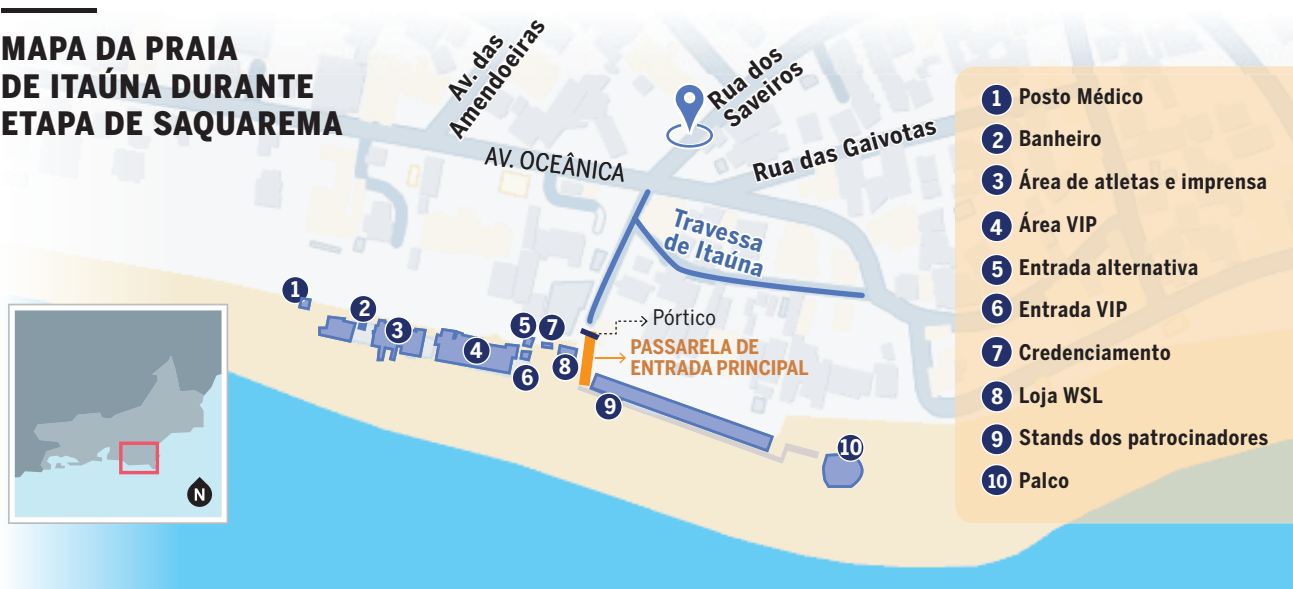 MAPA DA PRAIA
DE ITAÚNA DURANTE
ETAPA DE SAQUAREMA
Av. das
Amendoeiras
Rua dos
Saveiros
AV. OCEÂNICA
Rua das Gaivotas
Travessa
de Itaúna
Pórtico
PASSARELA DE
ENTRADA PRINCIPAL
1
2
3
4
5
6
7
8
9
10
N
1 Posto Médico
2 Banheiro
3 Área de atletas e imprensa
4 Área VIP
5 Entrada alternativa
6 Entrada VIP
7 Credenciamento
8 Loja WSL
9 Stands dos patrocinadores
10 Palco